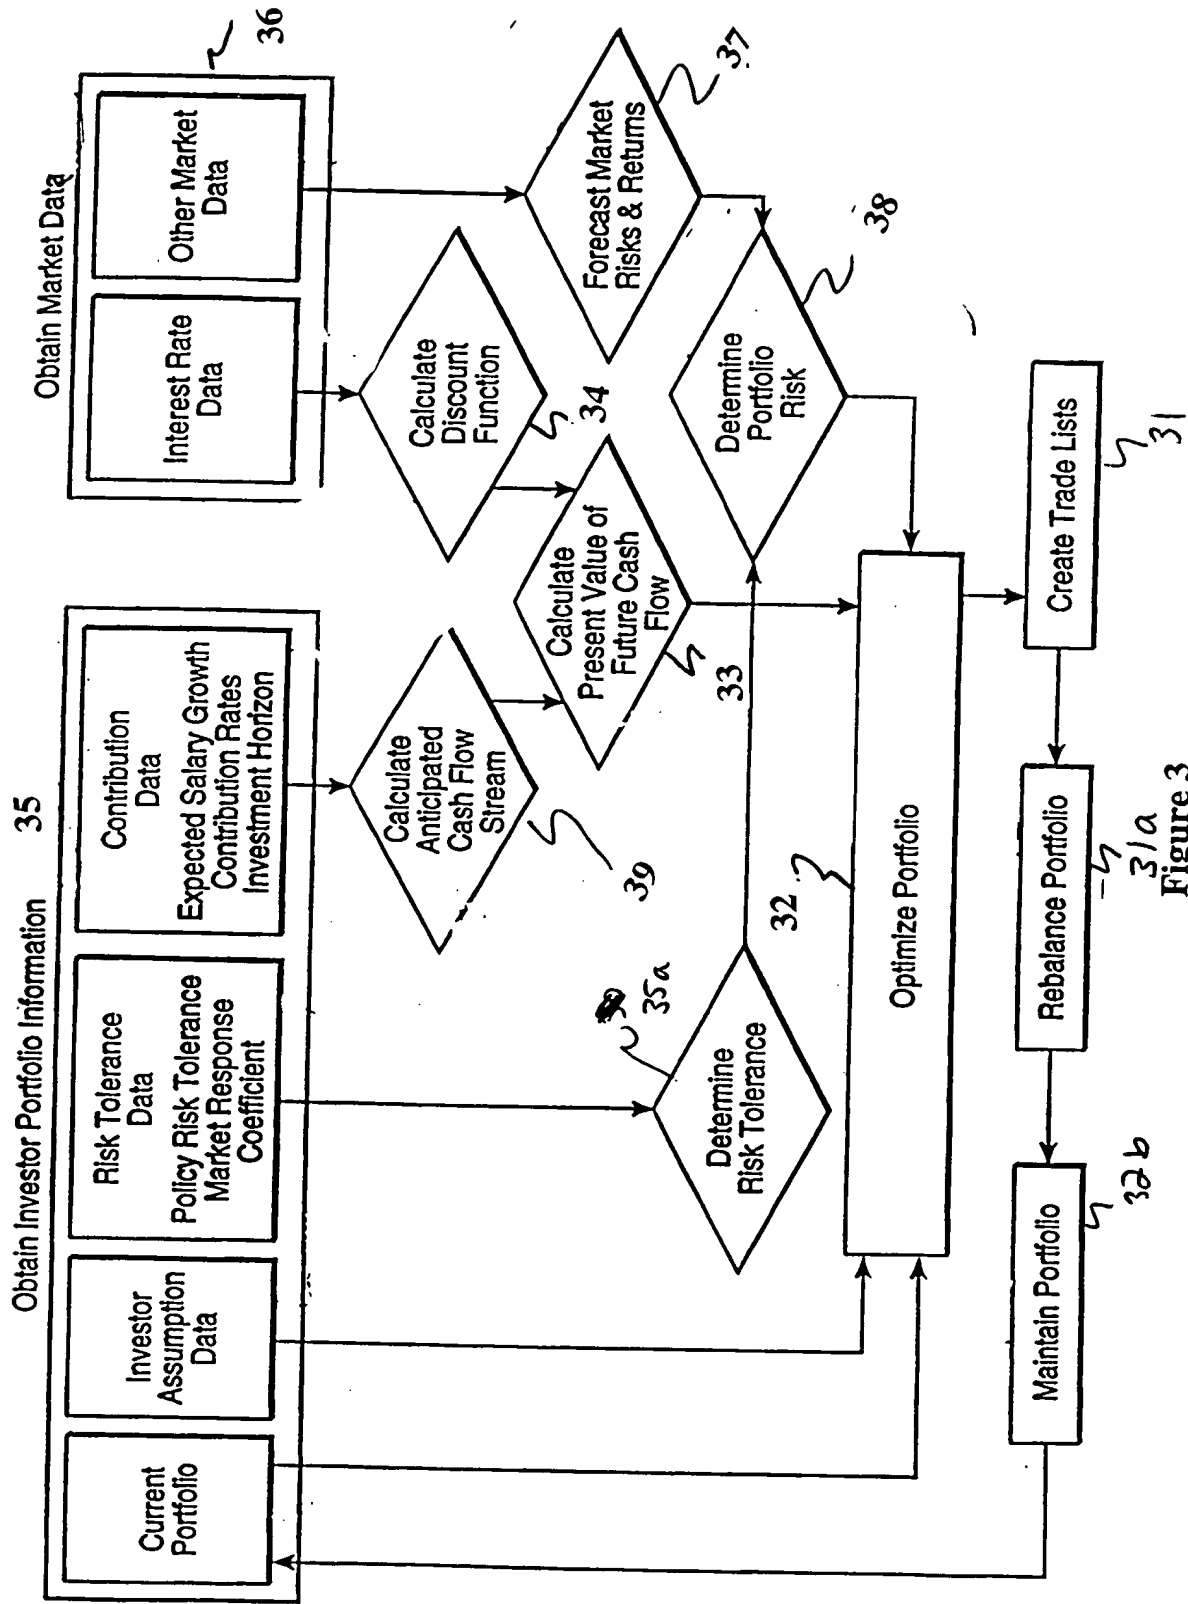 Obtain Investor Portfolio Information 35
Current
Portfolio
Investor
Assumption
Data
Risk Tolerance
Data
Policy Risk Tolerance
Market Response
Coefficient
Contribution
Data
Expected Salary Growth
Contribution Rates
Investment Horizon
Obtain Market Data
Interest Rate
Data
Other Market
Data
36
Calculate
Anticipated
Cash Flow
Stream
39
Calculate
Discount
Function
34
Calculate
Present Value of
Future Cash
Flow
33
Forecast Market
Risks & Returns
37
Determine
Risk Tolerance
35a
Determine
Portfolio
Risk
38
32
Optimize Portfolio
Maintain Portfolio
32b
Rebalance Portfolio
31a
Create Trade Lists
31
Figure 3